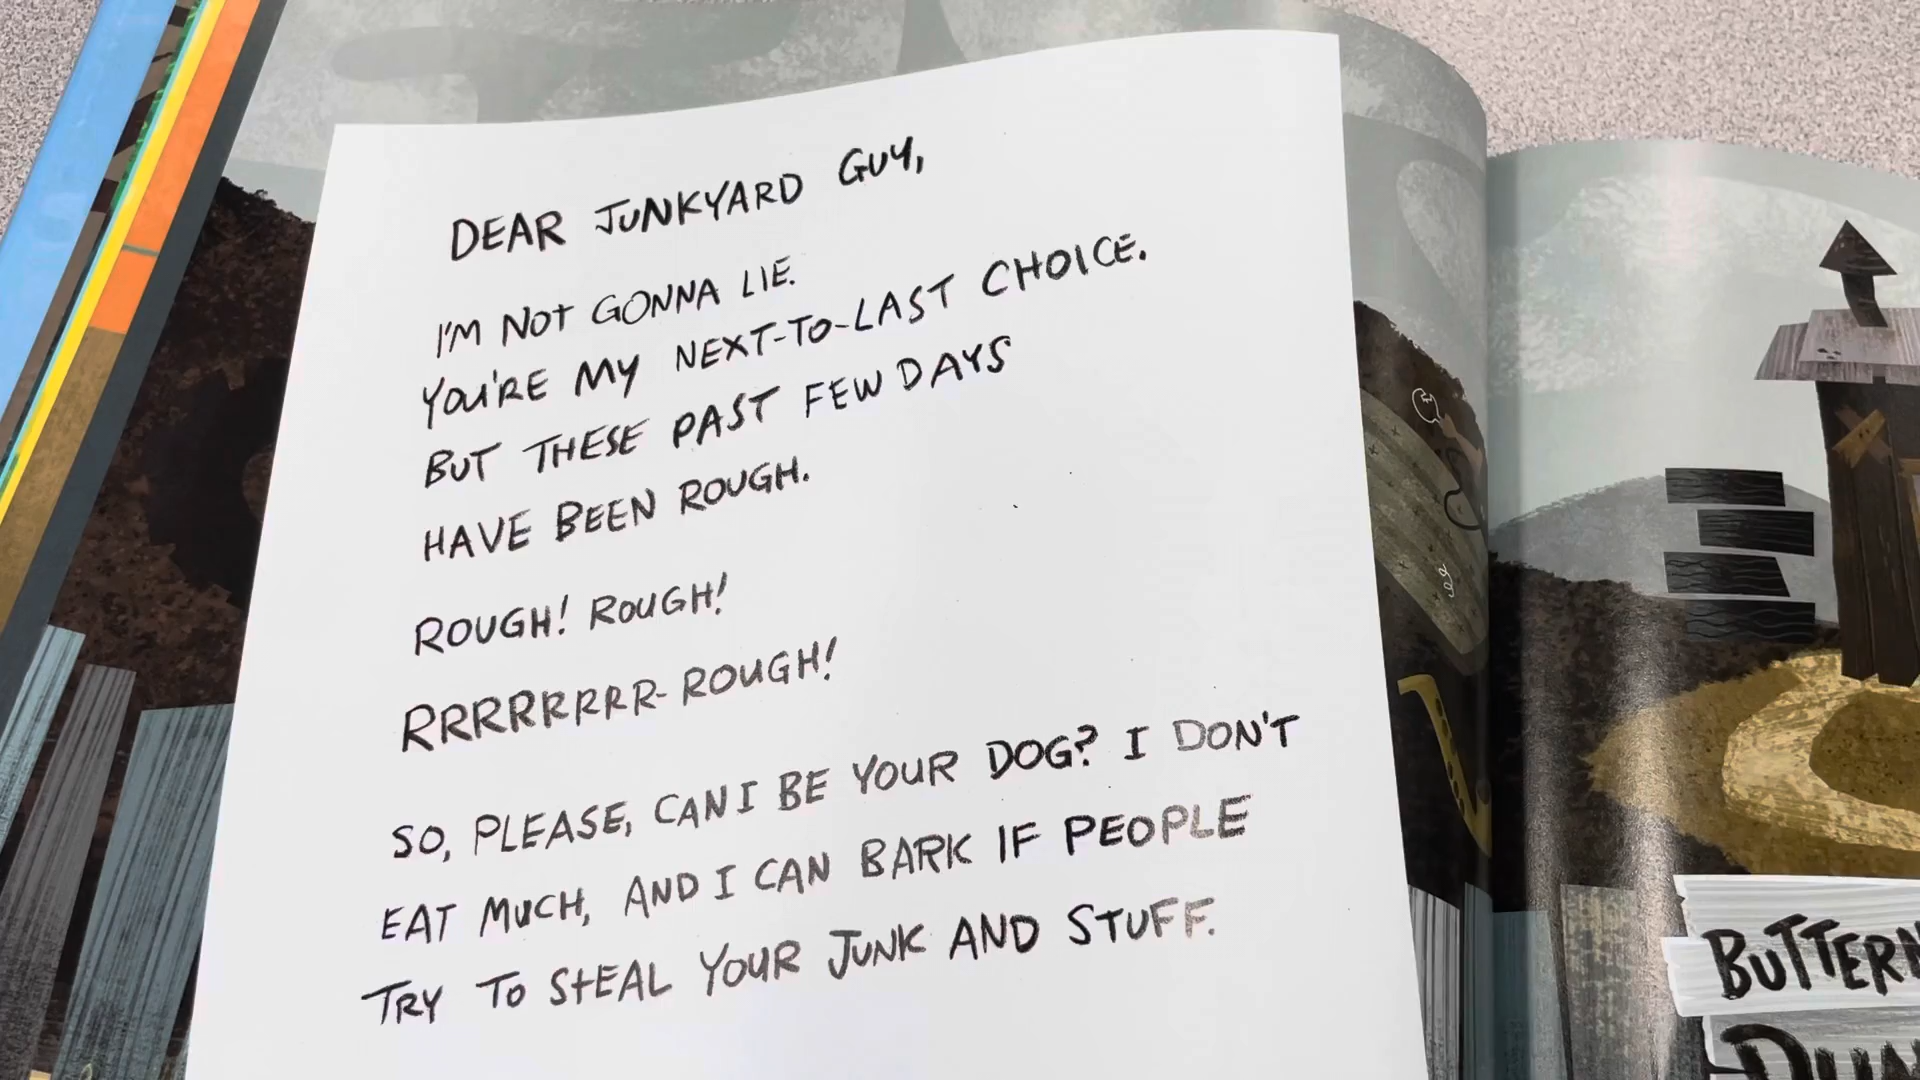 DEAR JUNKYARD GUY,
I'M NOT GONNA LIE.
YOU'RE MY NEXT-TO-LAST CHOICE.
BUT THESE PAST FEW DAYS
HAVE BEEN ROUGH.
ROUGH! ROUGH!
RRRRRRRR-ROUGH!
SO, PLEASE, CAN I BE YOUR DOG? I DON'T
EAT MUCH, AND I CAN BARK IF PEOPLE
TRY TO STEAL YOUR JUNK AND STUFF.